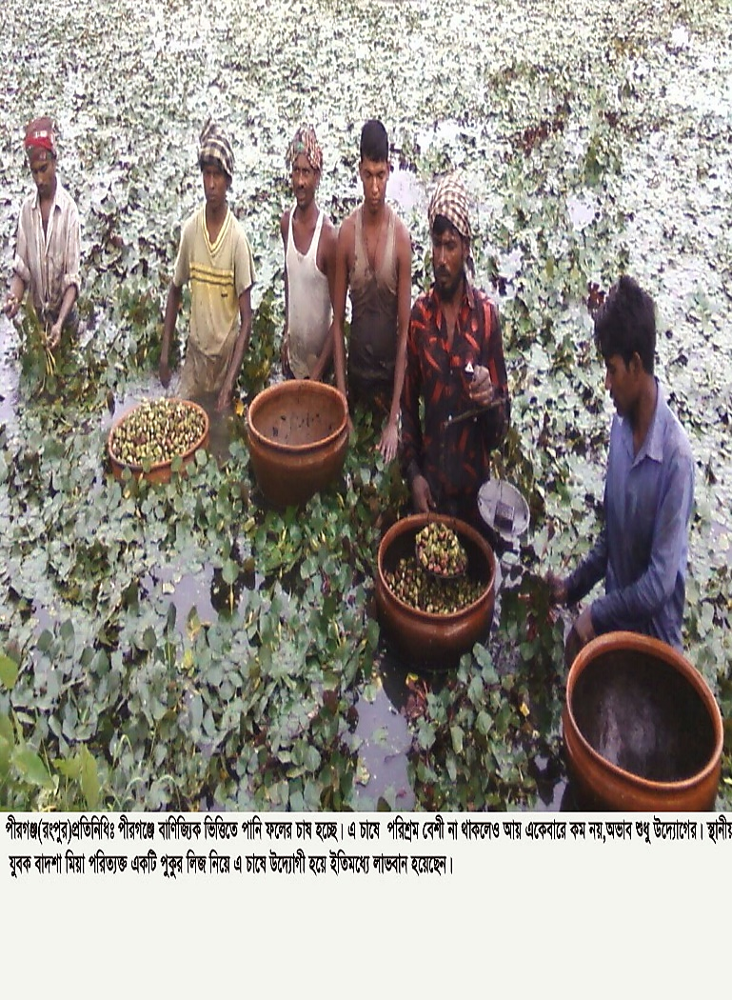 পীরগঞ্জ(রংপুর)প্রতিনিধিঃ পীরগঞ্জে বাণিজ্যিক ভিত্তিতে পানি ফলের চাষ হচ্ছে। এ চাষে পরিশ্রম বেশী না থাকলেও আয় একেবারে কম নয়,অভাব শুধু উদ্যোগের। স্থানীয়
যুবক বাদশা মিয়া পরিত্যক্ত একটি পুকুর লিজ নিয়ে এ চাষে উদ্যোগী হয়ে ইতিমধ্যে লাভবান হয়েছেন।